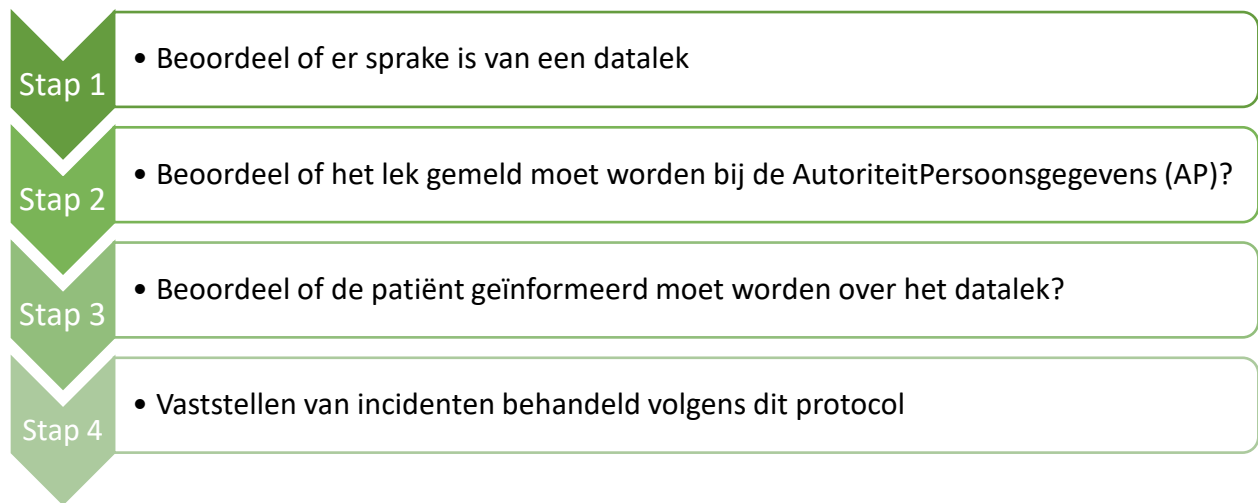 Stap 1
• Beoordeel of er sprake is van een datalek
Stap 2
• Beoordeel of het lek gemeld moet worden bij de AutoriteitPersoonsgegevens (AP)?
Stap 3
• Beoordeel of de patiënt geïnformeerd moet worden over het datalek?
Stap 4
• Vaststellen van incidenten behandeld volgens dit protocol